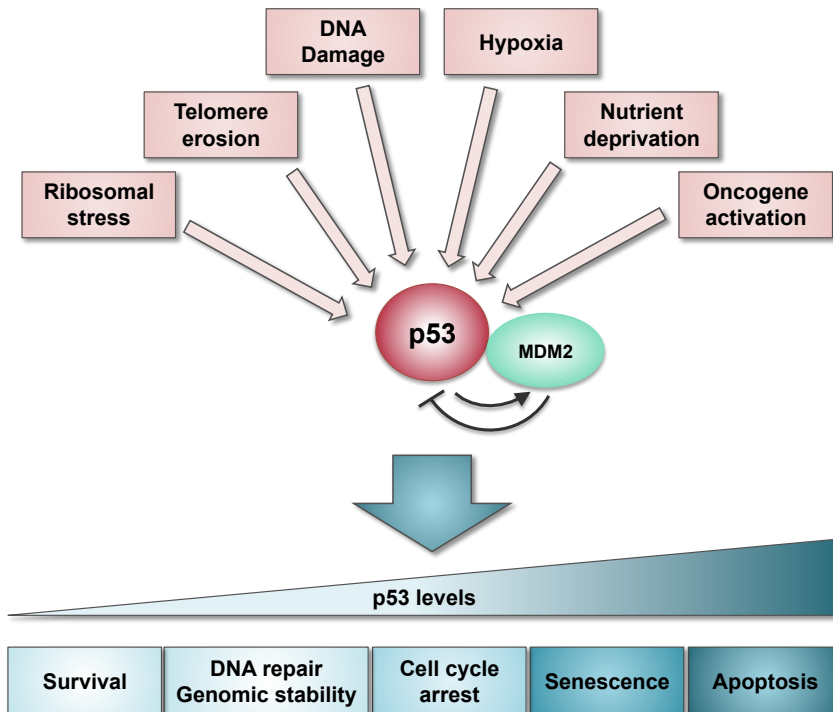 DNA
Damage
Hypoxia
Telomere
erosion
Nutrient
deprivation
Ribosomal
stress
Oncogene
activation
p53
MDM2
p53 levels
Survival
DNA repair
Genomic stability
Cell cycle
arrest
Senescence
Apoptosis